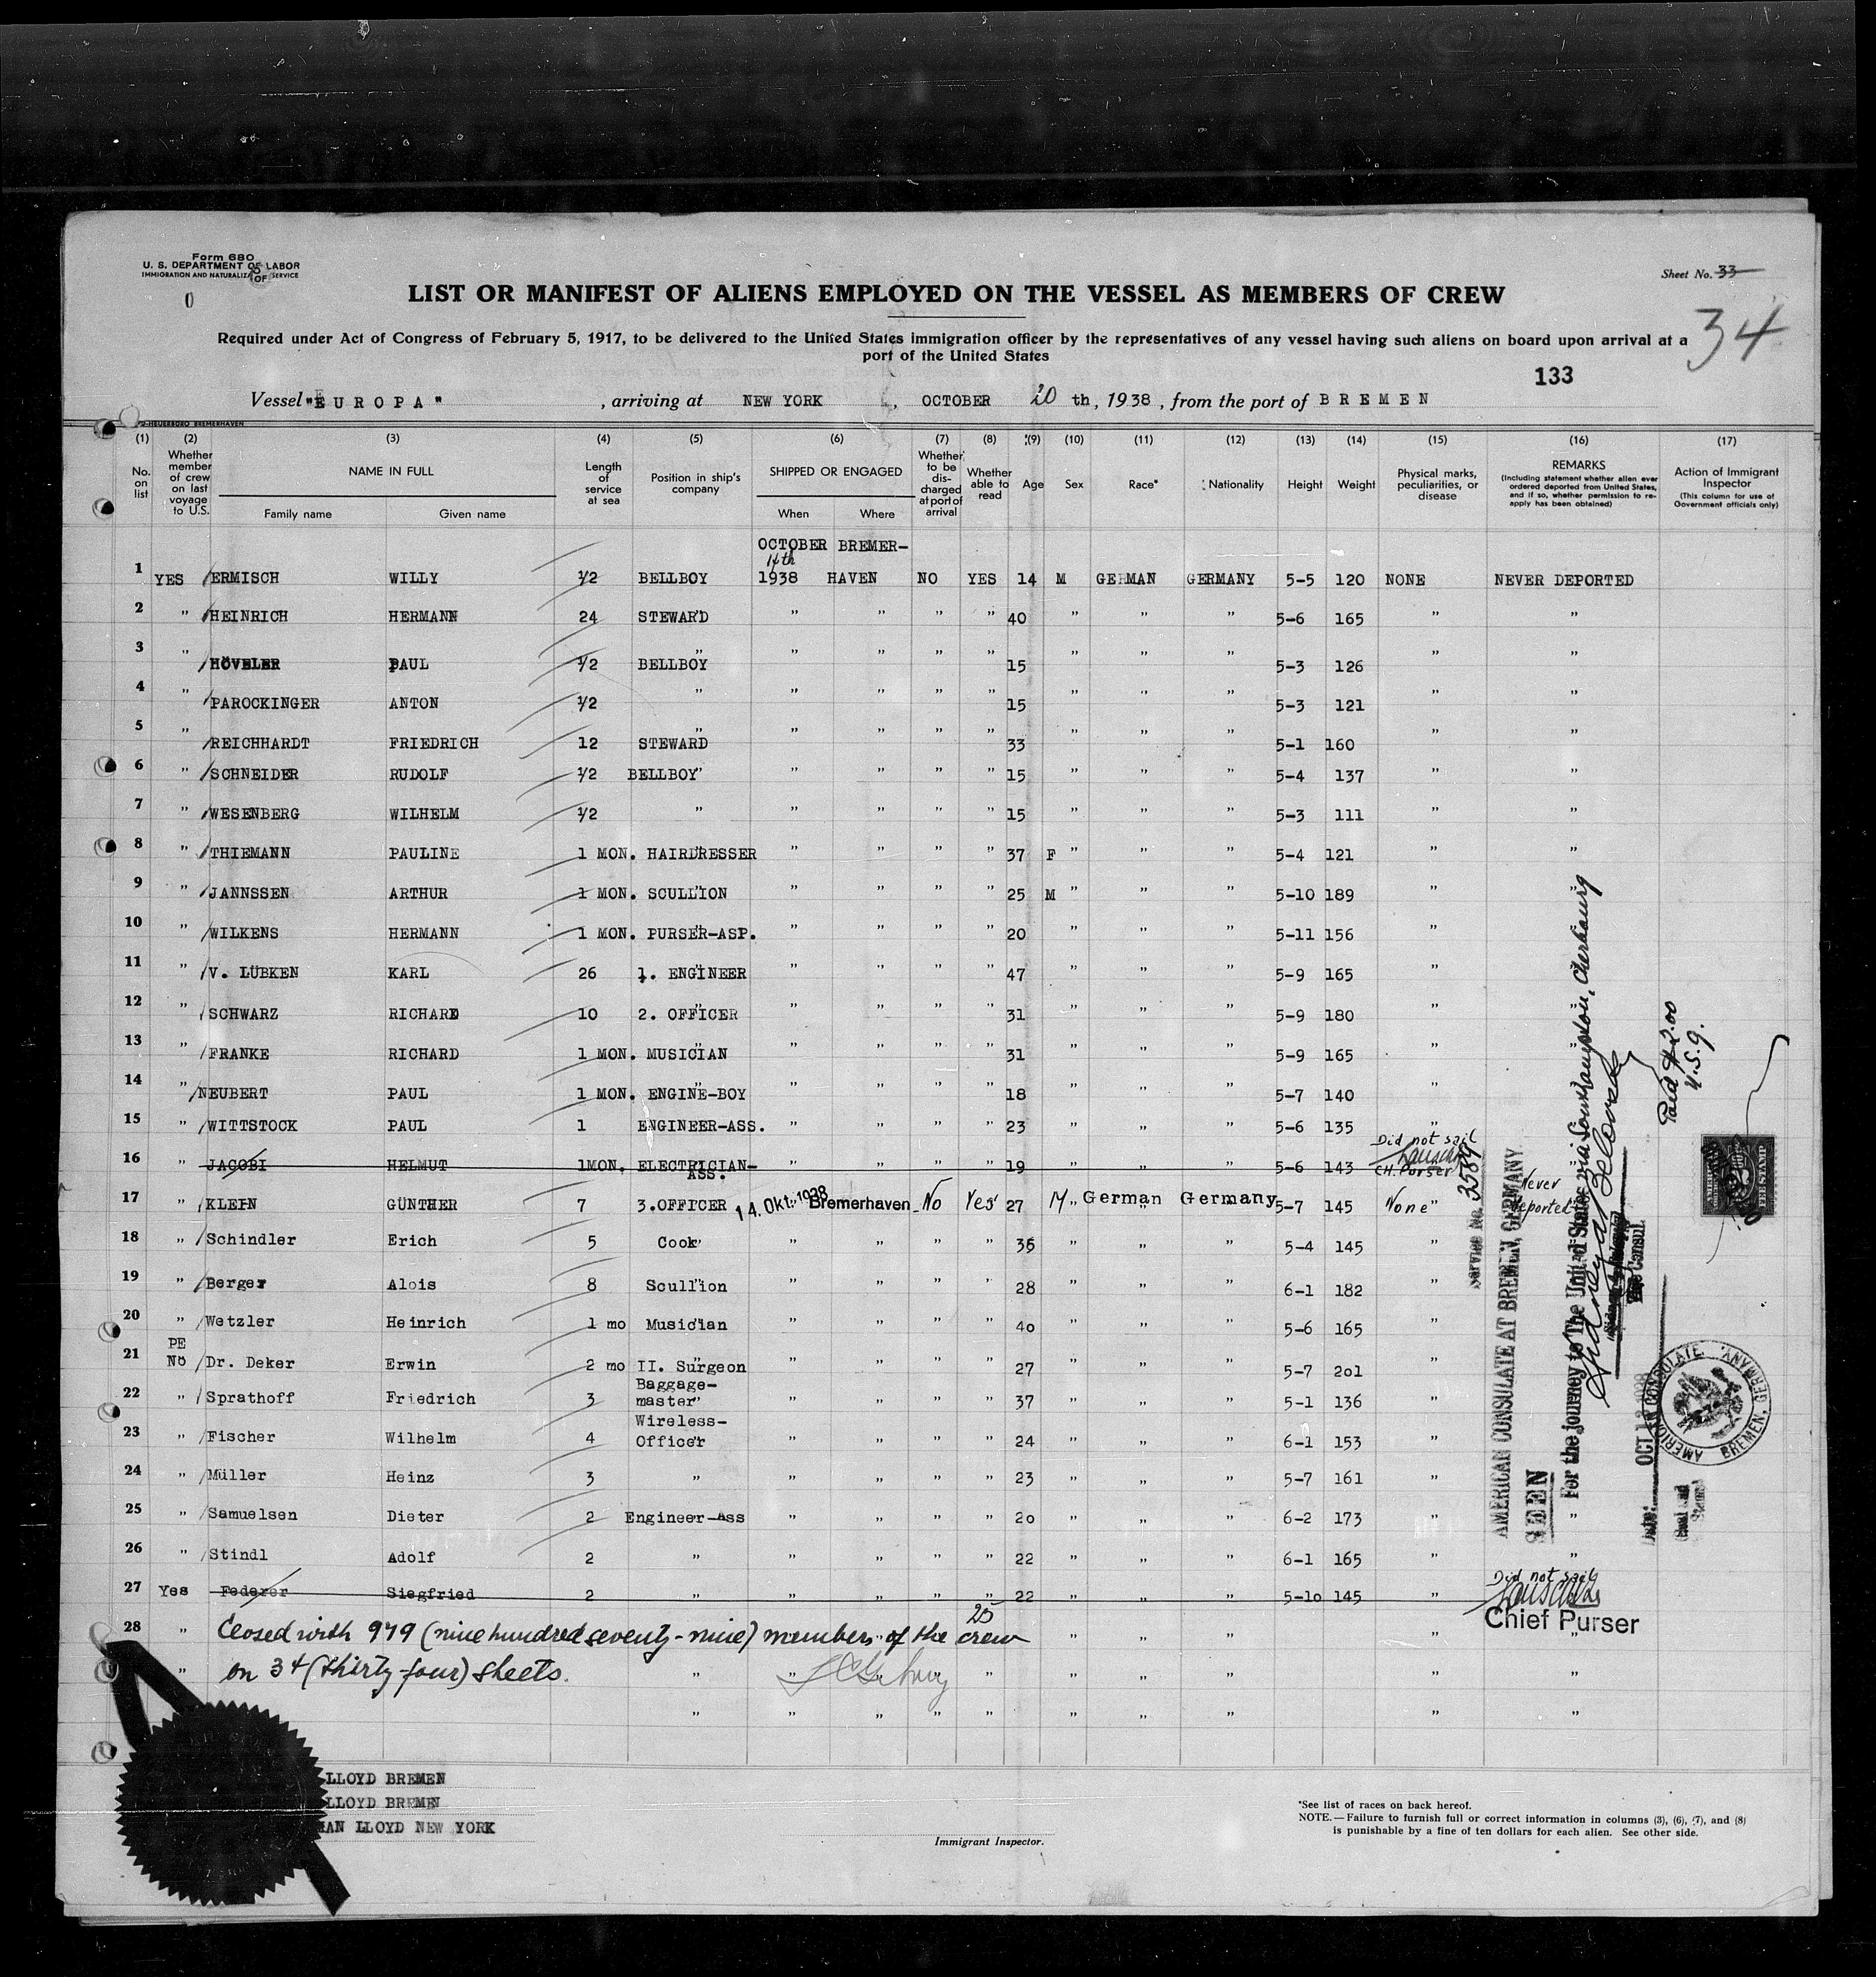 Form 680
U. S. DEPARTMENT OF LABOR
IMMIGRATION AND NATURALIZATION SERVICE
Sheet No. 33
34
LIST OR MANIFEST OF ALIENS EMPLOYED ON THE VESSEL AS MEMBERS OF CREW
Required under Act of Congress of February 5, 1917, to be delivered to the United States immigration officer by the representatives of any vessel having such aliens on board upon arrival at a
port of the United States
133
Vessel "EUROPA", arriving at NEW YORK, OCTOBER 20 th, 1938, from the port of BREMEN
(1) (2) (3) (4) (5) (6) (7) (8) (9) (10) (11) (12) (13) (14) (15) (16) (17)
No. on list
Whether member of crew on last voyage to U.S.
NAME IN FULL
Family name Given name
Length of service at sea
Position in ship's company
SHIPPED OR ENGAGED
When Where
Whether to be discharged at port of arrival
Whether able to read
Age
Sex
Race*
Nationality
Height
Weight
Physical marks, peculiarities, or disease
REMARKS
(Including statement whether alien ever ordered deported from United States, and if so, whether permission to re-apply has been obtained)
Action of Immigrant Inspector
(This column for use of Government officials only)
OCTOBER BREMER-
14th
1 YES ERMISCH WILLY 1/2 BELLBOY 1938 HAVEN NO YES 14 M GERMAN GERMANY 5-5 120 NONE NEVER DEPORTED
2 " HEINRICH HERMANN 24 STEWARD " " " " 40 " " " 5-6 165 " "
3 " HÖVELER PAUL 1/2 BELLBOY " " " " 15 " " " 5-3 126 " "
4 " PAROCKINGER ANTON 1/2 " " " " " 15 " " " 5-3 121 " "
5 " REICHHARDT FRIEDRICH 12 STEWARD " " " " 33 " " " 5-1 160 " "
6 " SCHNEIDER RUDOLF 1/2 BELLBOY " " " " 15 " " " 5-4 137 " "
7 " WESENBERG WILHELM 1/2 " " " " " 15 " " " 5-3 111 " "
8 " THIEMANN PAULINE 1 MON. HAIRDRESSER " " " " 37 F " " " 5-4 121 " "
9 " JANNSSEN ARTHUR 1 MON. SCULLION " " " " 25 M " " " 5-10 189 " "
10 " WILKENS HERMANN 1 MON. PURSER-ASP. " " " " 20 " " " 5-11 156 "
11 " V. LÜBKEN KARL 26 1. ENGINEER " " " " 47 " " " 5-9 165 "
12 " SCHWARZ RICHARD 10 2. OFFICER " " " " 31 " " " 5-9 180 "
13 " FRANKE RICHARD 1 MON. MUSICIAN " " " " 31 " " " 5-9 165 "
14 " NEUBERT PAUL 1 MON. ENGINE-BOY " " " " 18 " " " 5-7 140 "
15 " WITTSTOCK PAUL 1 ENGINEER-ASS. " " " " 23 " " " 5-6 135 "
16 " JACOBI HELMUT 1MON. ELECTRICIAN-ASS. " " " " 19 " " " 5-6 143 Did not sail CH. Purser
17 " KLEIN GÜNTHER 7 3.OFFICER 14. Okt. 1938 Bremerhaven No Yes 27 M German Germany 5-7 145 None Never deported
18 " Schindler Erich 5 Cook " " " " 36 " " " 5-4 145 "
19 " Berger Alois 8 Scullion " " " " 28 " " " 6-1 182 "
20 " Wetzler Heinrich 1 mo Musician " " " " 40 " " " 5-6 165 "
PE
21 No Dr. Deker Erwin 2 mo II. Surgeon " " " " 27 " " " 5-7 201 "
22 " Sprathoff Friedrich 3 Baggage-master " " " " 37 " " " 5-1 136 "
23 " Fischer Wilhelm 4 Wireless-Officer " " " " 24 " " " 6-1 153 "
24 " Müller Heinz 3 " " " " " 23 " " " 5-7 161 "
25 " Samuelsen Dieter 2 Engineer-Ass " " " " 20 " " " 6-2 173 " "
26 " Stindl Adolf 2 " " " " " 22 " " " 6-1 165 " "
27 Yes Federer Siegfried 2 " " " " " 22 " " " 5-10 145 " Did not sail
Chief Purser
25
28 " Closed with 979 (nine hundred seventy-nine) members of the crew
on 34 (thirty-four) sheets.
Service No. 3589
AMERICAN CONSULATE AT BREMEN, GERMANY
SEEN
For the journey to The United States via Southampton, Cherbourg
Vice Consul.
Date: OCT 13 1938
Paid $2.00
U.S.G.
AMERICAN CONSULATE. BREMEN, GERMANY.
FEE STAMP
LLOYD BREMEN
LLOYD BREMEN
MAN LLOYD NEW YORK
Immigrant Inspector.
*See list of races on back hereof.
NOTE.—Failure to furnish full or correct information in columns (3), (6), (7), and (8)
is punishable by a fine of ten dollars for each alien. See other side.